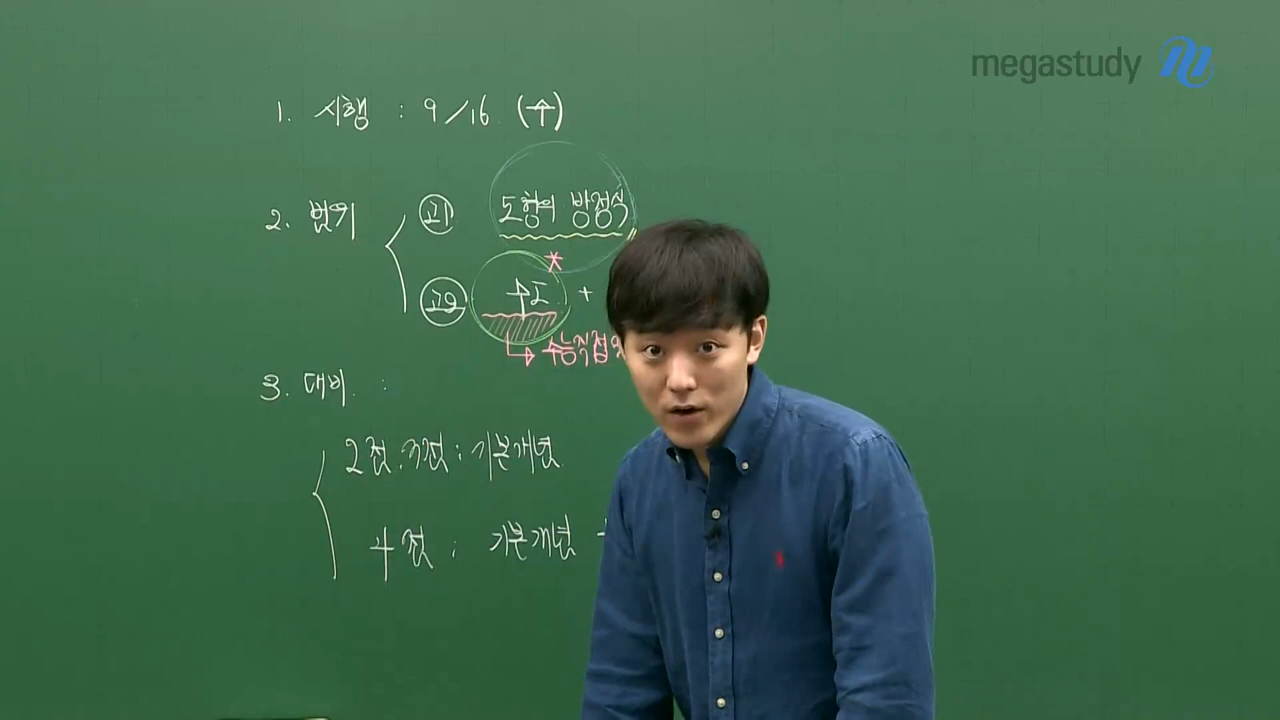 megastudy
1. 시행 : 9/16 (수)
2. 범위
고1 도형의 방정식
고2 수Ⅰ +
수능직접
3. 대비 :
2점, 3점 : 기본개념
4점 : 기본개념 +